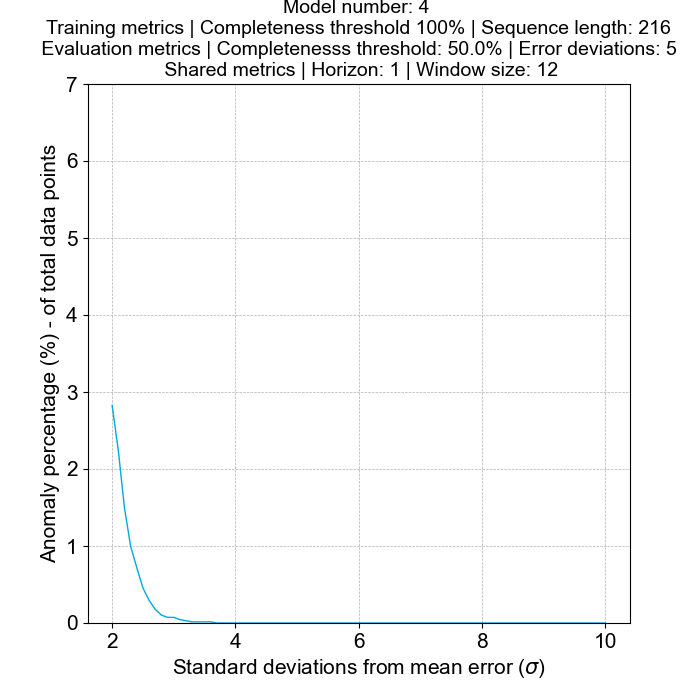 Model number: 4
Training metrics | Completeness threshold 100% | Sequence length: 216
Evaluation metrics | Completenesss threshold: 50.0% | Error deviations: 5
Shared metrics | Horizon: 1 | Window size: 12
7
6
5
4
3
2
1
0
Anomaly percentage (%) - of total data points
2 4 6 8 10
Standard deviations from mean error (σ)